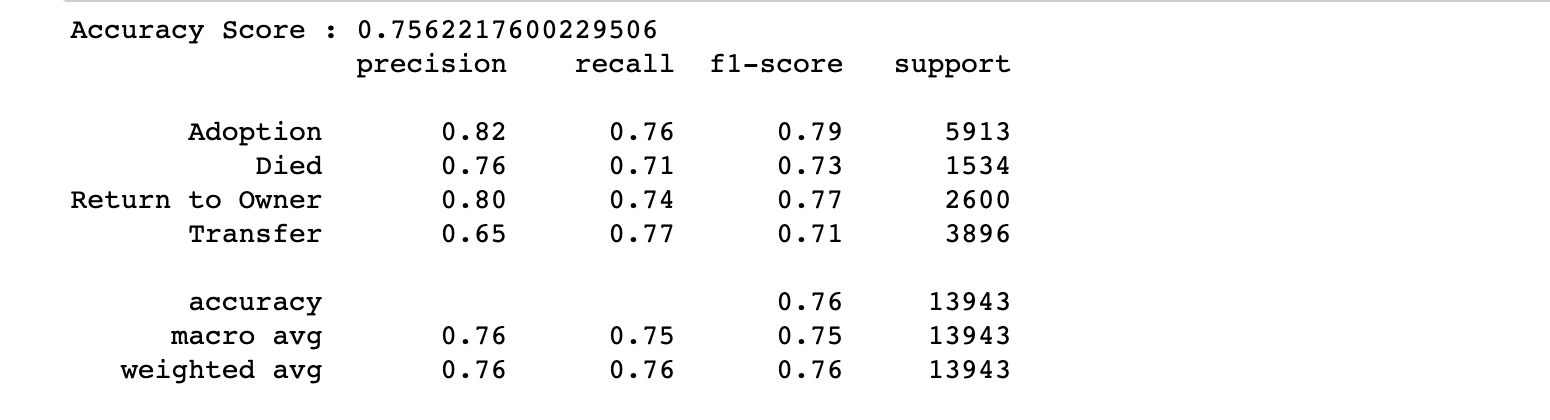 Accuracy Score : 0.7562217600229506
precision recall f1-score support
Adoption 0.82 0.76 0.79 5913
Died 0.76 0.71 0.73 1534
Return to Owner 0.80 0.74 0.77 2600
Transfer 0.65 0.77 0.71 3896
accuracy 0.76 13943
macro avg 0.76 0.75 0.75 13943
weighted avg 0.76 0.76 0.76 13943